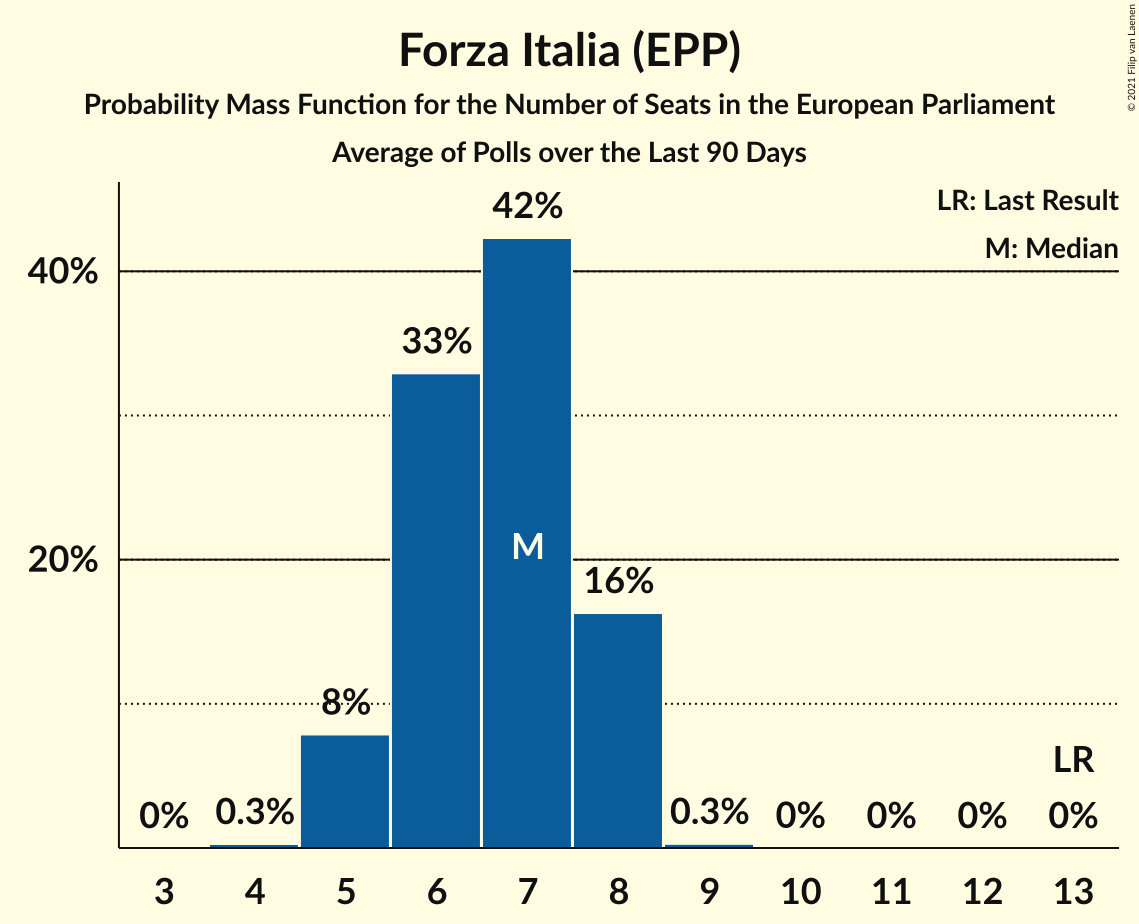 Forza Italia (EPP)
Probability Mass Function for the Number of Seats in the European Parliament
Average of Polls over the Last 90 Days
© 2021 Filip van Laenen
LR: Last Result
M: Median
42%
40%
33%
M
20%
16%
8%
LR
0% 0.3% 0.3% 0% 0% 0% 0%
3 4 5 6 7 8 9 10 11 12 13